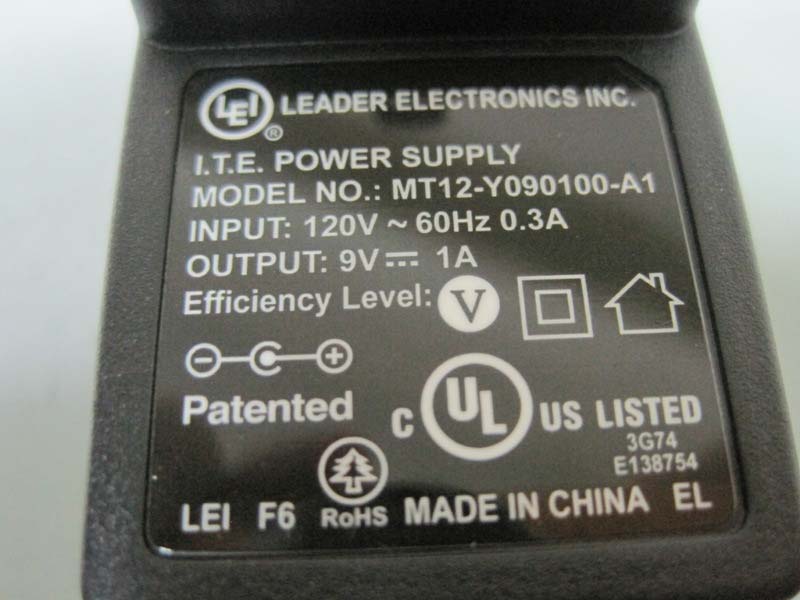 LEI LEADER ELECTRONICS INC.
®
I.T.E. POWER SUPPLY
MODEL NO.: MT12-Y090100-A1
INPUT: 120V ~ 60Hz 0.3A
OUTPUT: 9V⎓ 1A
Efficiency Level: V
Patented
C UL US LISTED
3G74
E138754
LEI F6 RoHS MADE IN CHINA EL